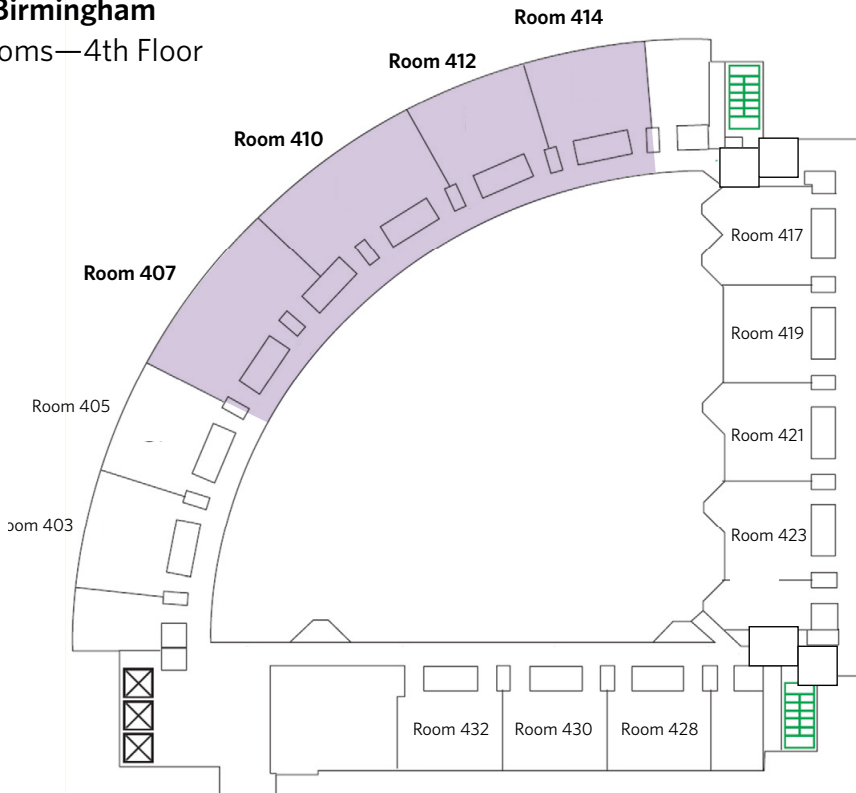 Birmingham
ooms—4th Floor
Room 414
Room 412
Room 410
Room 407
Room 405
oom 403
Room 417
Room 419
Room 421
Room 423
Room 432
Room 430
Room 428